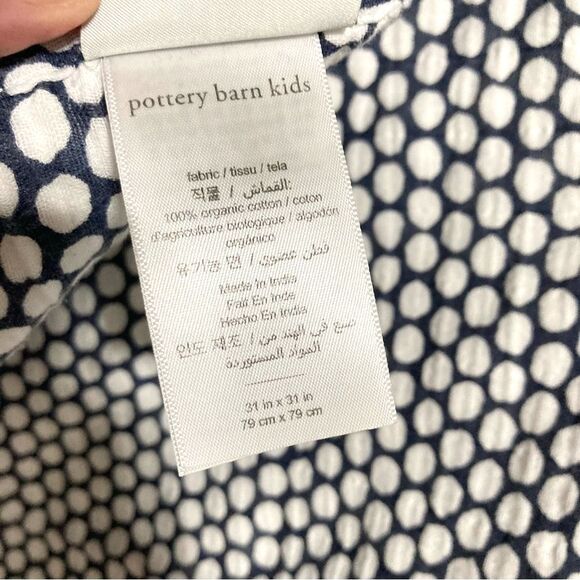 pottery barn kids
fabric / tissu / tela
직물 / القماش:
100% organic cotton / coton
d'agriculture biologique / algodón
orgánico
유기농 면 / قطن عضوي
Made In India
Fait En Inde
Hecho En India
인도 제조 / صنع في الهند من
المواد المستوردة
31 in x 31 in
79 cm x 79 cm